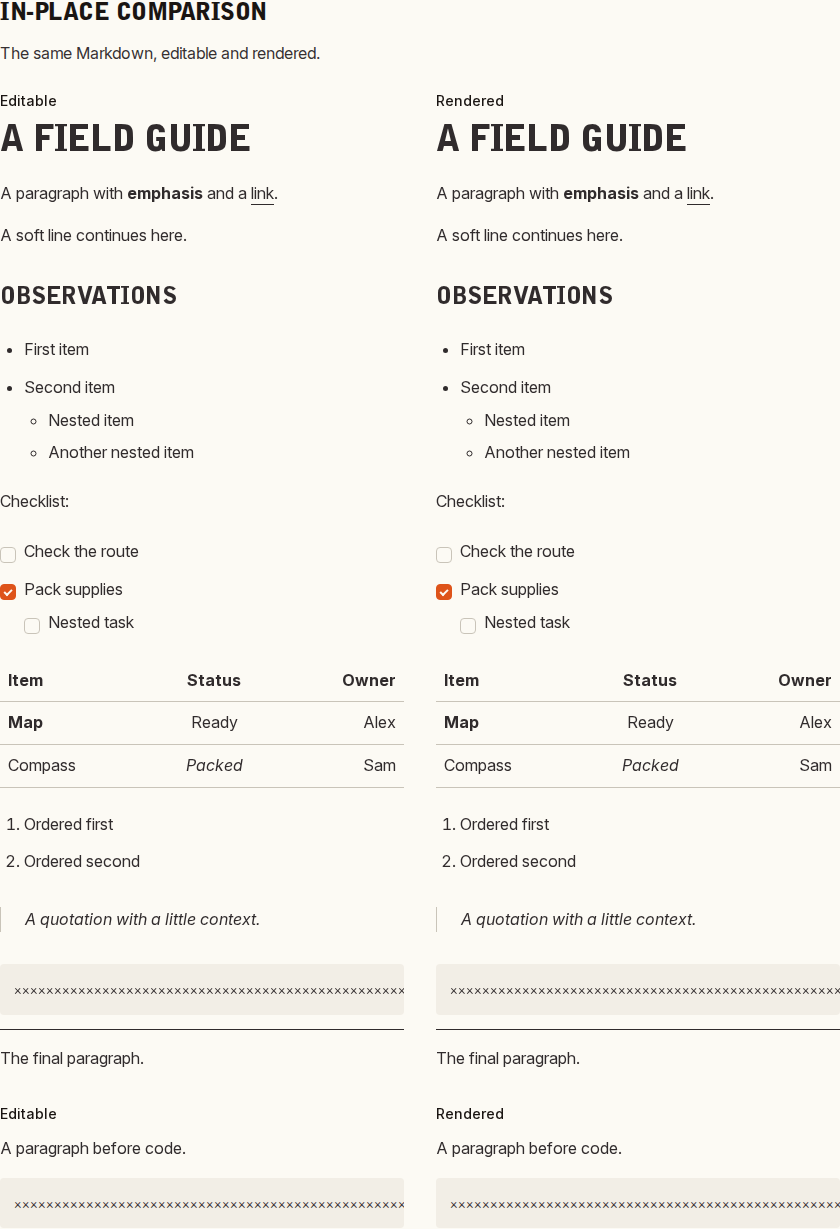 IN-PLACE COMPARISON
The same Markdown, editable and rendered.
Editable
A FIELD GUIDE
A paragraph with emphasis and a link.
A soft line continues here.
OBSERVATIONS
• First item
• Second item
◦ Nested item
◦ Another nested item
Checklist:
Check the route
Pack supplies
Nested task
Item Status Owner
Map Ready Alex
Compass Packed Sam
1. Ordered first
2. Ordered second
A quotation with a little context.
xxxxxxxxxxxxxxxxxxxxxxxxxxxxxxxxxxxxxxxxxxxxxxxxx
The final paragraph.
Rendered
A FIELD GUIDE
A paragraph with emphasis and a link.
A soft line continues here.
OBSERVATIONS
• First item
• Second item
◦ Nested item
◦ Another nested item
Checklist:
Check the route
Pack supplies
Nested task
Item Status Owner
Map Ready Alex
Compass Packed Sam
1. Ordered first
2. Ordered second
A quotation with a little context.
xxxxxxxxxxxxxxxxxxxxxxxxxxxxxxxxxxxxxxxxxxxxxxxxx
The final paragraph.
Editable
A paragraph before code.
xxxxxxxxxxxxxxxxxxxxxxxxxxxxxxxxxxxxxxxxxxxxxxxxx
Rendered
A paragraph before code.
xxxxxxxxxxxxxxxxxxxxxxxxxxxxxxxxxxxxxxxxxxxxxxxxx